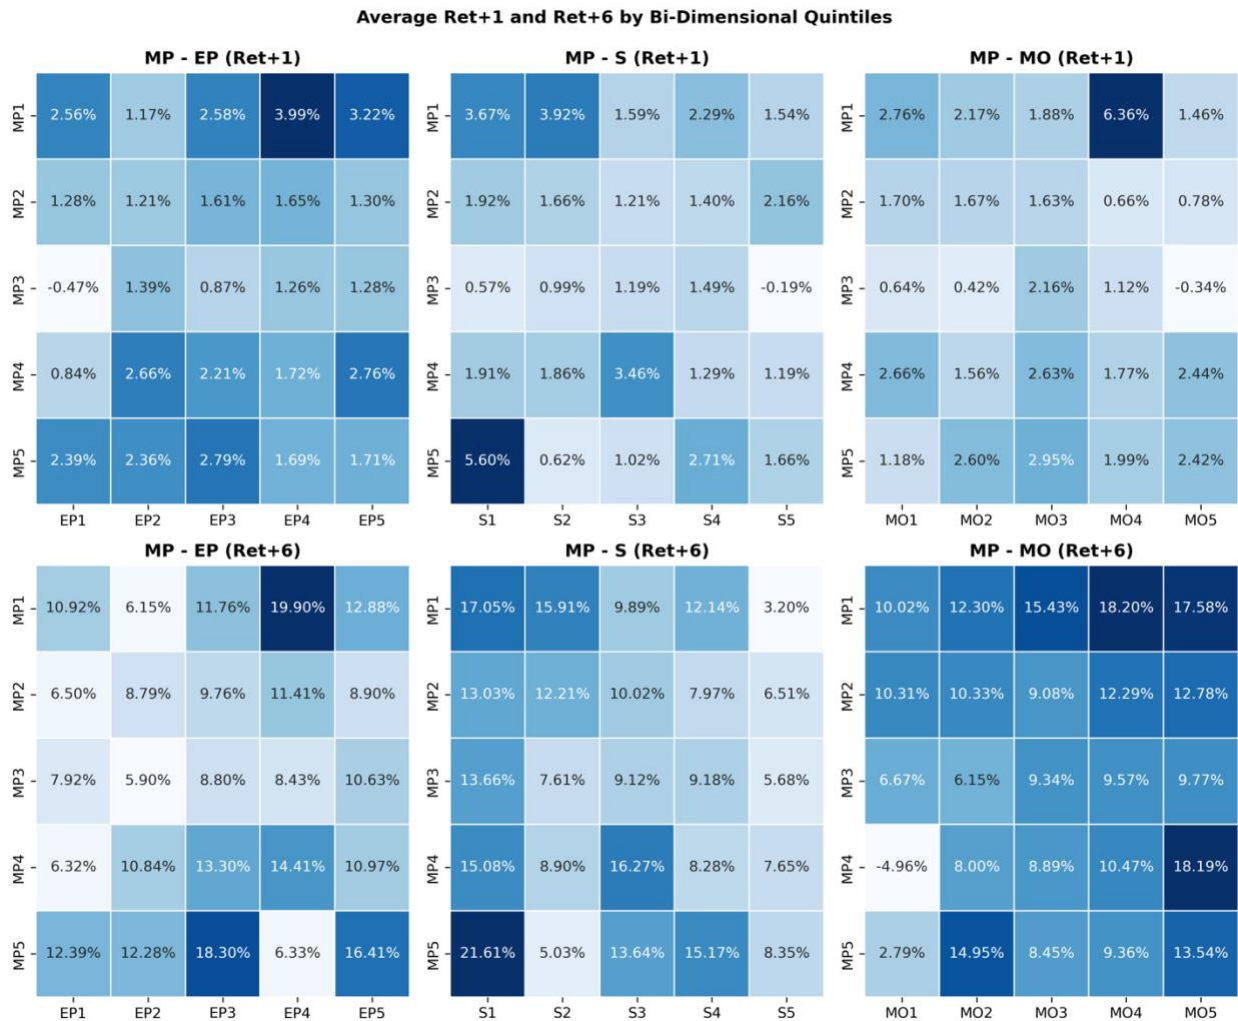 Average Ret+1 and Ret+6 by Bi-Dimensional Quintiles
MP - EP (Ret+1)
MP1 2.56% 1.17% 2.58% 3.99% 3.22%
MP2 1.28% 1.21% 1.61% 1.65% 1.30%
MP3 -0.47% 1.39% 0.87% 1.26% 1.28%
MP4 0.84% 2.66% 2.21% 1.72% 2.76%
MP5 2.39% 2.36% 2.79% 1.69% 1.71%
EP1 EP2 EP3 EP4 EP5
MP - S (Ret+1)
MP1 3.67% 3.92% 1.59% 2.29% 1.54%
MP2 1.92% 1.66% 1.21% 1.40% 2.16%
MP3 0.57% 0.99% 1.19% 1.49% -0.19%
MP4 1.91% 1.86% 3.46% 1.29% 1.19%
MP5 5.60% 0.62% 1.02% 2.71% 1.66%
S1 S2 S3 S4 S5
MP - MO (Ret+1)
MP1 2.76% 2.17% 1.88% 6.36% 1.46%
MP2 1.70% 1.67% 1.63% 0.66% 0.78%
MP3 0.64% 0.42% 2.16% 1.12% -0.34%
MP4 2.66% 1.56% 2.63% 1.77% 2.44%
MP5 1.18% 2.60% 2.95% 1.99% 2.42%
MO1 MO2 MO3 MO4 MO5
MP - EP (Ret+6)
MP1 10.92% 6.15% 11.76% 19.90% 12.88%
MP2 6.50% 8.79% 9.76% 11.41% 8.90%
MP3 7.92% 5.90% 8.80% 8.43% 10.63%
MP4 6.32% 10.84% 13.30% 14.41% 10.97%
MP5 12.39% 12.28% 18.30% 6.33% 16.41%
EP1 EP2 EP3 EP4 EP5
MP - S (Ret+6)
MP1 17.05% 15.91% 9.89% 12.14% 3.20%
MP2 13.03% 12.21% 10.02% 7.97% 6.51%
MP3 13.66% 7.61% 9.12% 9.18% 5.68%
MP4 15.08% 8.90% 16.27% 8.28% 7.65%
MP5 21.61% 5.03% 13.64% 15.17% 8.35%
S1 S2 S3 S4 S5
MP - MO (Ret+6)
MP1 10.02% 12.30% 15.43% 18.20% 17.58%
MP2 10.31% 10.33% 9.08% 12.29% 12.78%
MP3 6.67% 6.15% 9.34% 9.57% 9.77%
MP4 -4.96% 8.00% 8.89% 10.47% 18.19%
MP5 2.79% 14.95% 8.45% 9.36% 13.54%
MO1 MO2 MO3 MO4 MO5